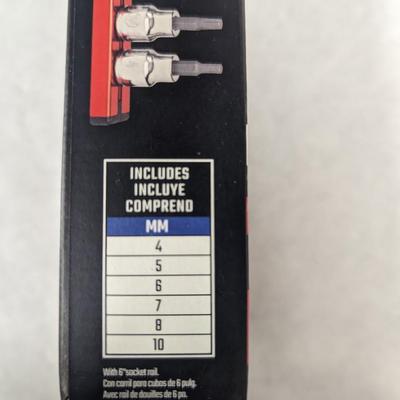 INCLUDES
INCLUYE
COMPREND
MM
4
5
6
7
8
10
With 6" socket rail.
Con carril para cubos de 6 pulg.
Avec rail de douilles de 6 po.